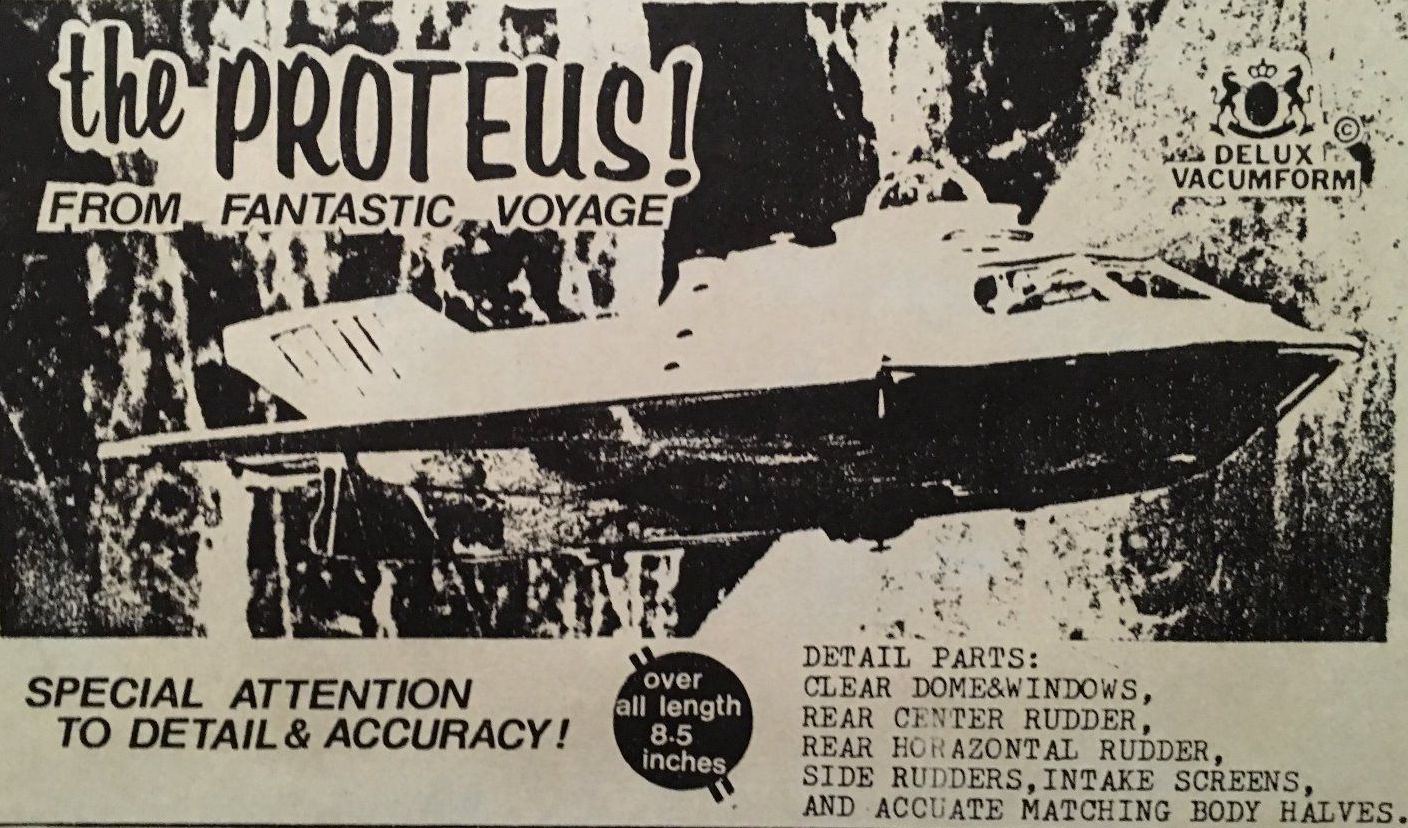 the PROTEUS!
FROM FANTASTIC VOYAGE
©
DELUX
VACUMFORM
SPECIAL ATTENTION
TO DETAIL & ACCURACY!
over
all length
8.5
inches
DETAIL PARTS:
CLEAR DOME&WINDOWS,
REAR CENTER RUDDER,
REAR HORAZONTAL RUDDER,
SIDE RUDDERS,INTAKE SCREENS,
AND ACCUATE MATCHING BODY HALVES.